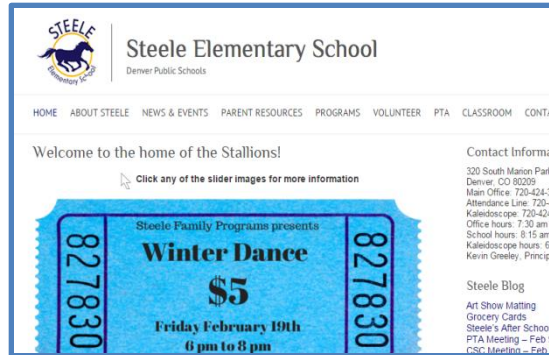 STEELE
Elementary School
Steele Elementary School
Denver Public Schools
HOME ABOUT STEELE NEWS & EVENTS PARENT RESOURCES PROGRAMS VOLUNTEER PTA CLASSROOM
Welcome to the home of the Stallions!
Click any of the slider images for more information
827830
Steele Family Programs presents
Winter Dance
$5
Friday February 19th
6 pm to 8 pm
827830
Contact
320 South Marion
Denver, CO 80209
Main Office: 720-424-
Attendance Line: 720-
Kaleidoscope: 720-
Office hours: 7:30 am
School hours: 8:15 am
Kaleidoscope hours:
Kevin Greeley,
Steele Blog
Art Show Matting
Grocery Cards
Steele's After School
PTA Meeting – Feb
CSC Meeting – Feb